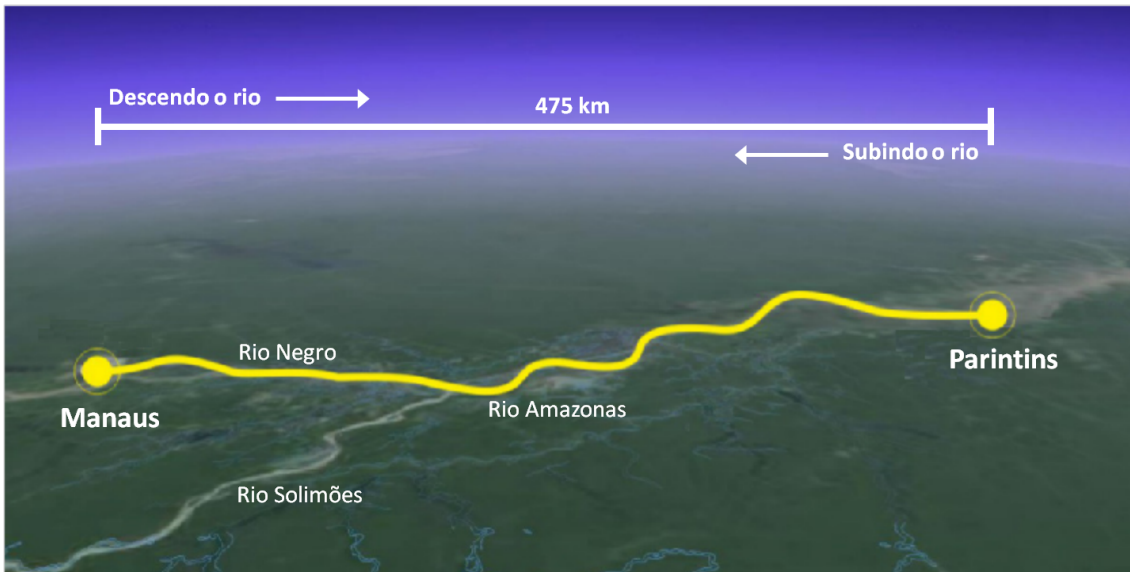 Descendo o rio
475 km
Subindo o rio
Rio Negro
Parintins
Manaus
Rio Amazonas
Rio Solimões